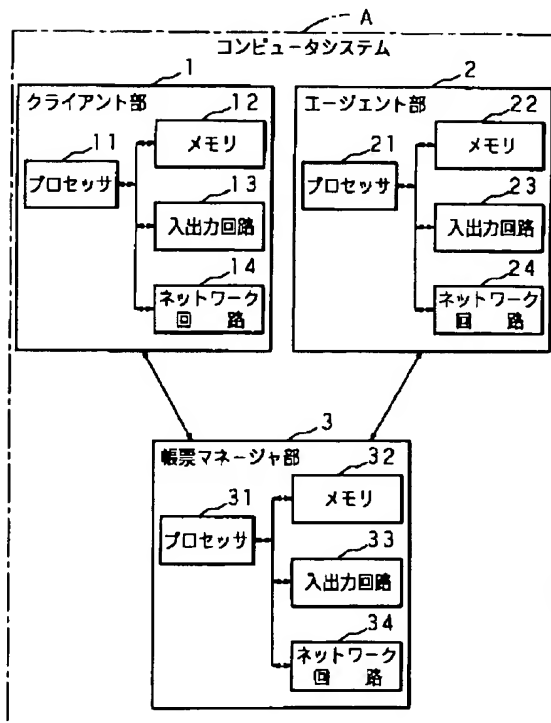 A
コンピュータシステム
1
クライアント部
12
メモリ
11
プロセッサ
13
入出力回路
14
ネットワーク
回 路
2
エージェント部
22
メモリ
21
プロセッサ
23
入出力回路
24
ネットワーク
回 路
3
帳票マネージャ部
32
メモリ
31
プロセッサ
33
入出力回路
34
ネットワーク
回 路